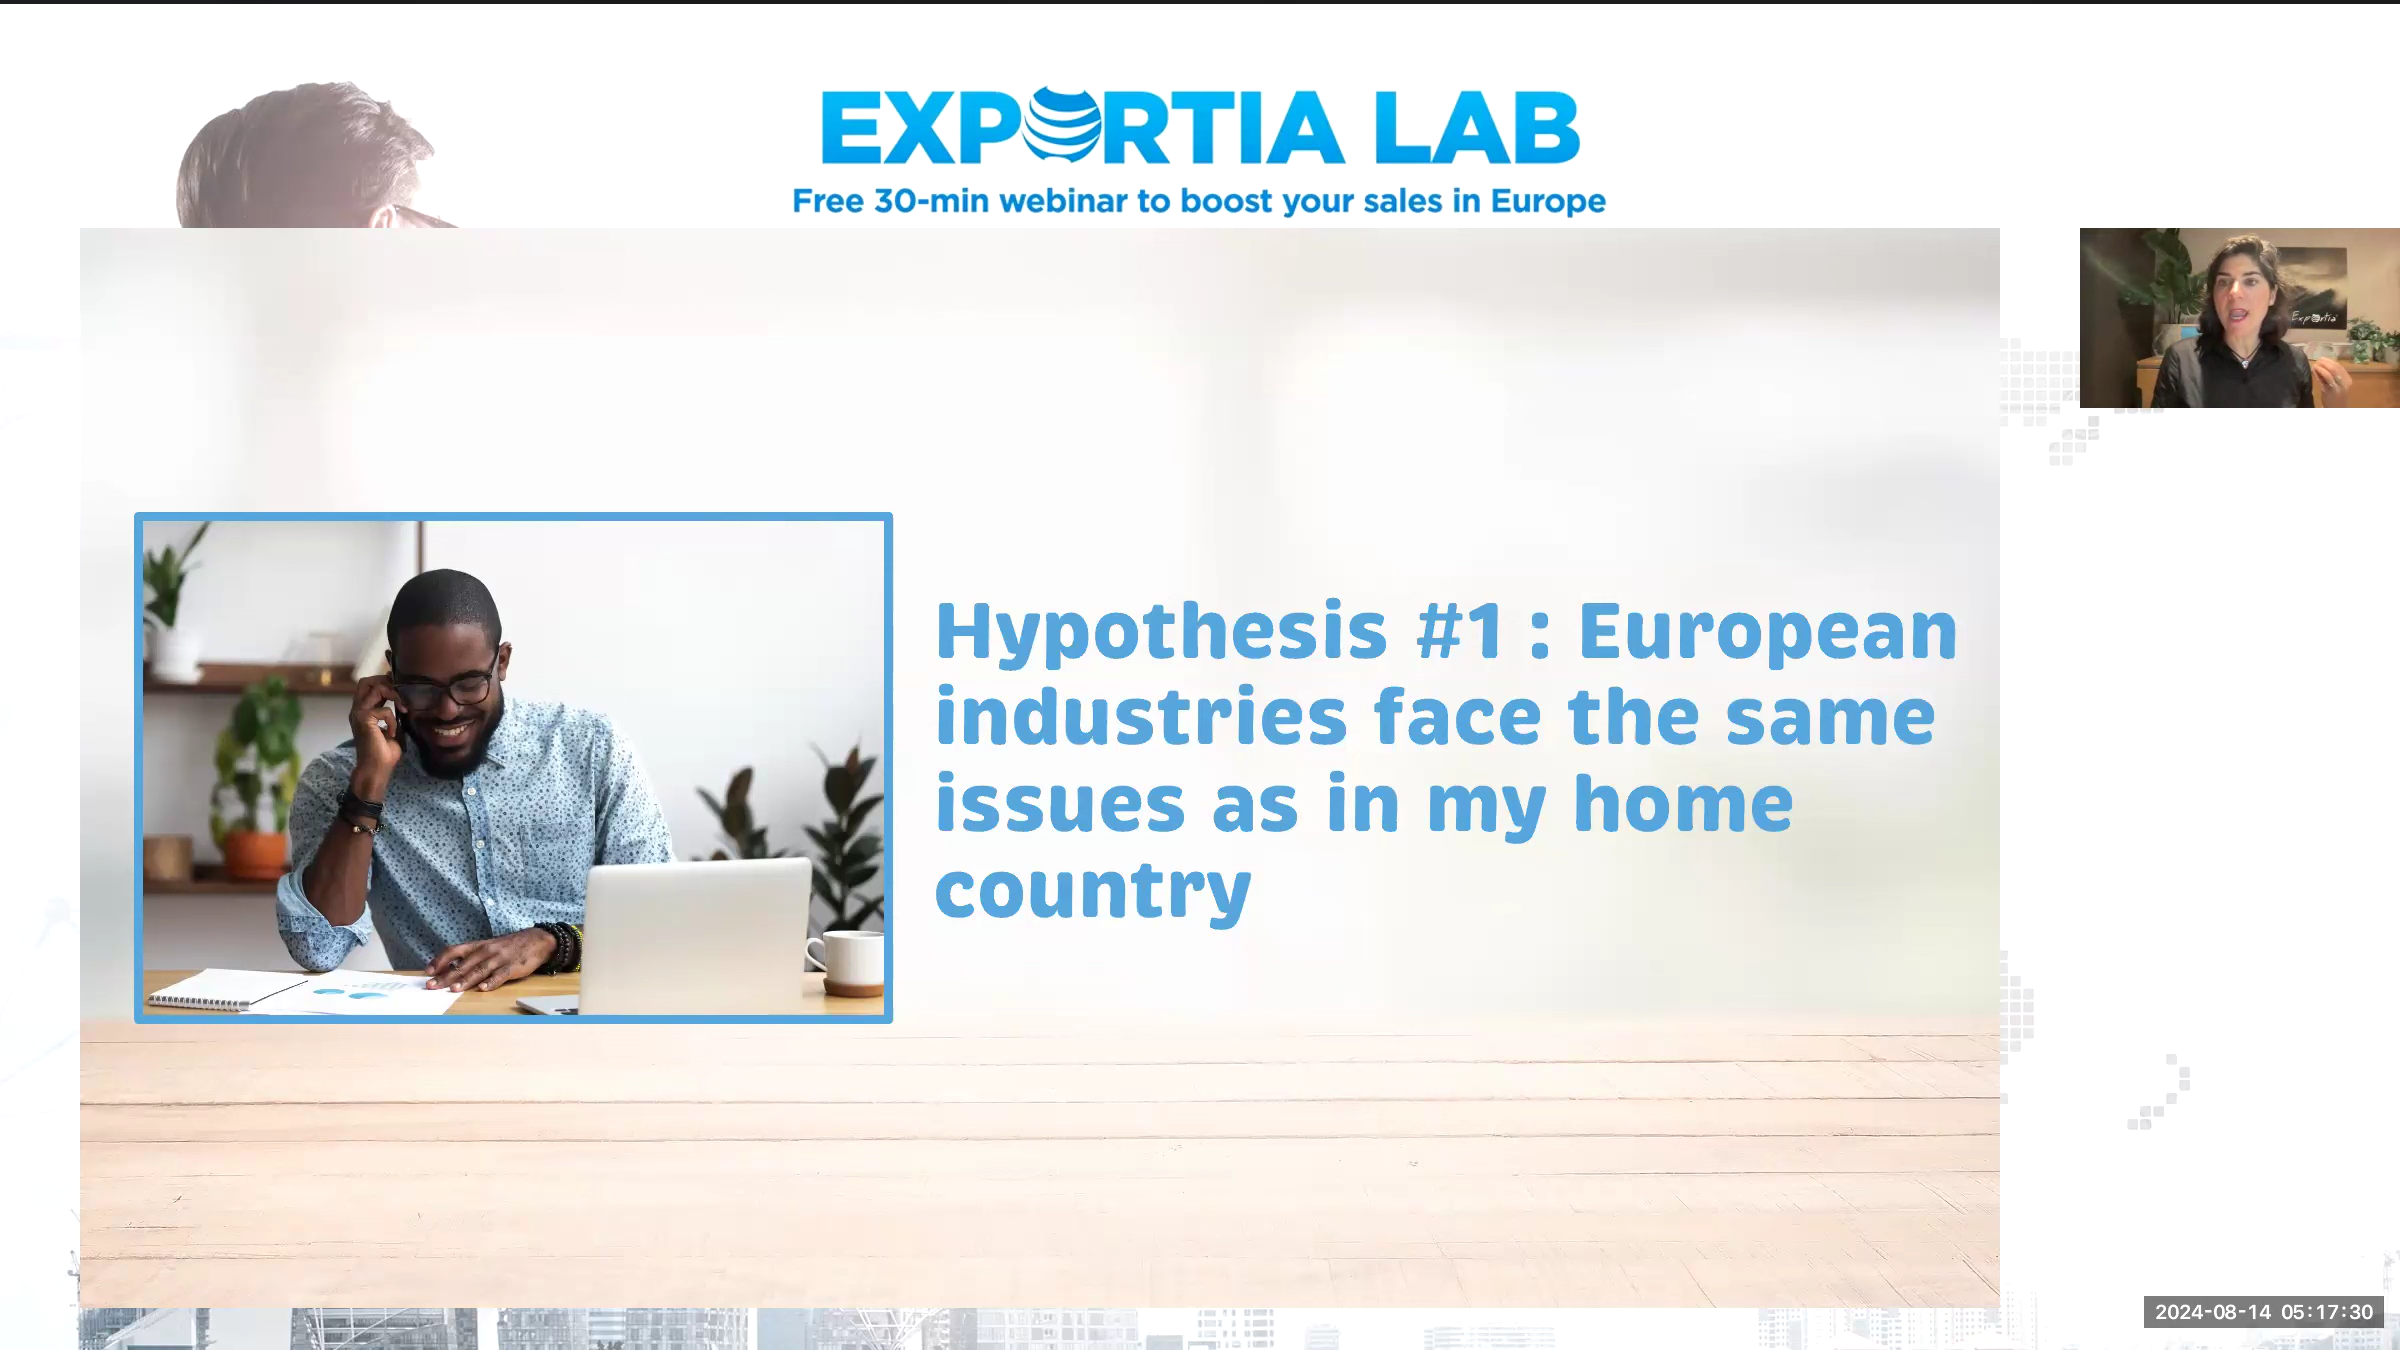 EXPORTIA LAB
Free 30-min webinar to boost your sales in Europe
Exportia
Hypothesis #1 : European
industries face the same
issues as in my home
country
2024-08-14 05:17:30